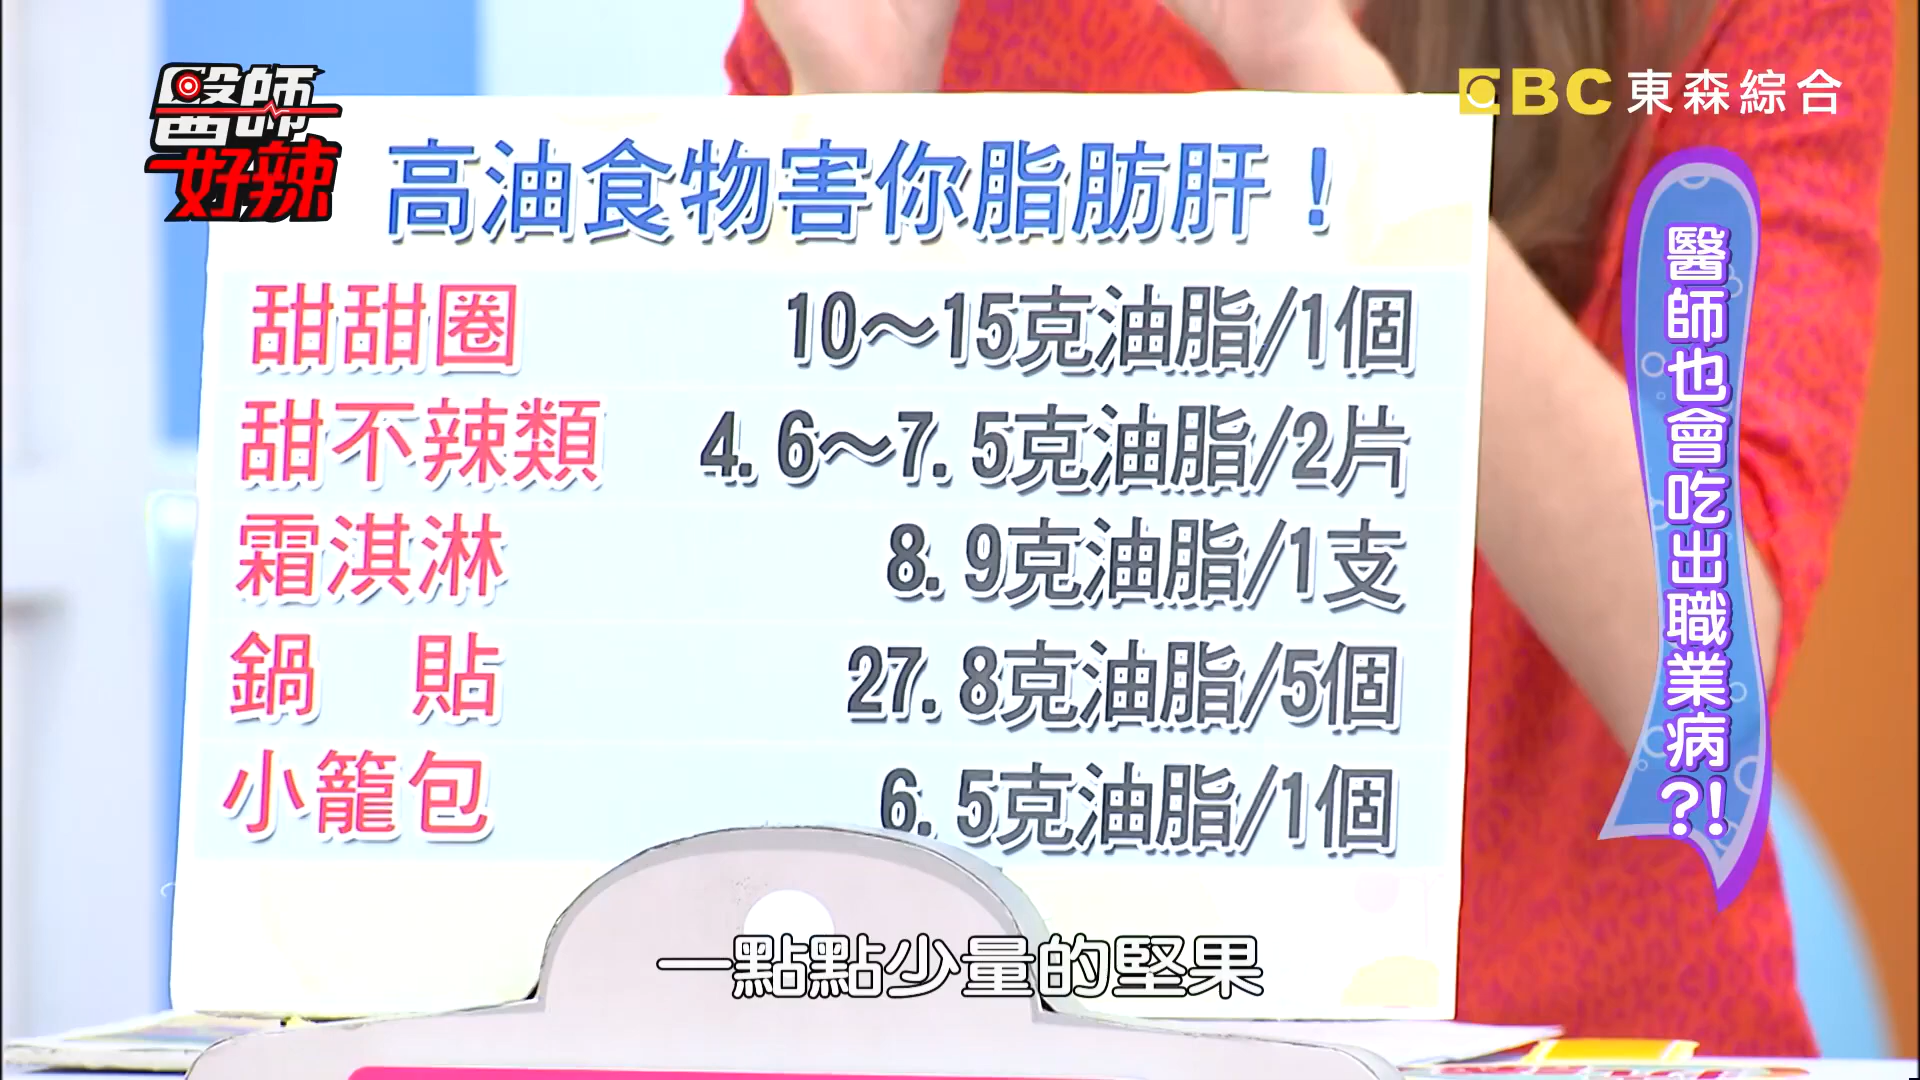 醫師
好辣
EBC東森綜合
高油食物害你脂肪肝！
甜甜圈 10～15克油脂/1個
甜不辣類 4.6～7.5克油脂/2片
霜淇淋 8.9克油脂/1支
鍋 貼 27.8克油脂/5個
小籠包 6.5克油脂/1個
醫師也會吃出職業病?!
一點點少量的堅果